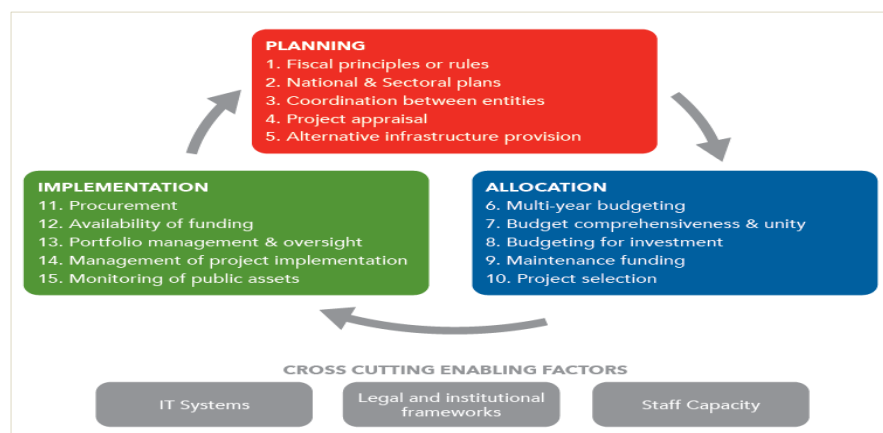 PLANNING
1. Fiscal principles or rules
2. National & Sectoral plans
3. Coordination between entities
4. Project appraisal
5. Alternative infrastructure provision
IMPLEMENTATION
11. Procurement
12. Availability of funding
13. Portfolio management & oversight
14. Management of project implementation
15. Monitoring of public assets
ALLOCATION
6. Multi-year budgeting
7. Budget comprehensiveness & unity
8. Budgeting for investment
9. Maintenance funding
10. Project selection
CROSS CUTTING ENABLING FACTORS
IT Systems
Legal and institutional
frameworks
Staff Capacity